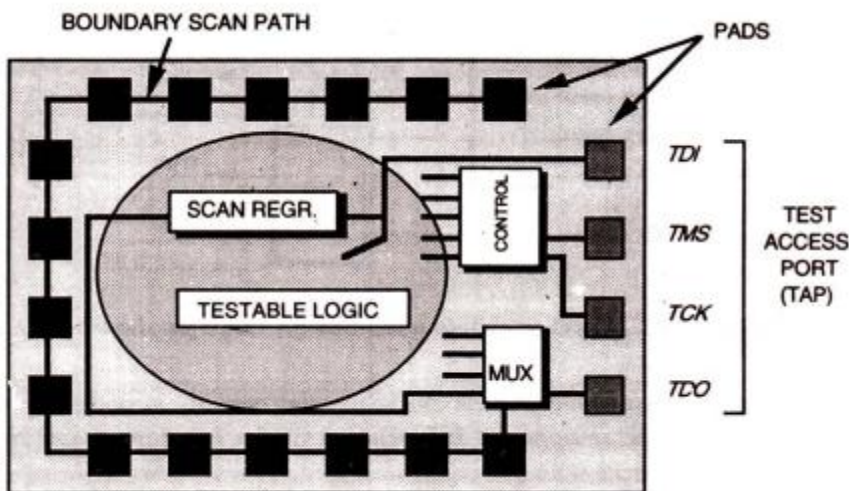 BOUNDARY SCAN PATH
PADS
TDI
SCAN REGR.
CONTROL
TMS
TEST
ACCESS
PORT
(TAP)
TESTABLE LOGIC
TCK
MUX
TDO